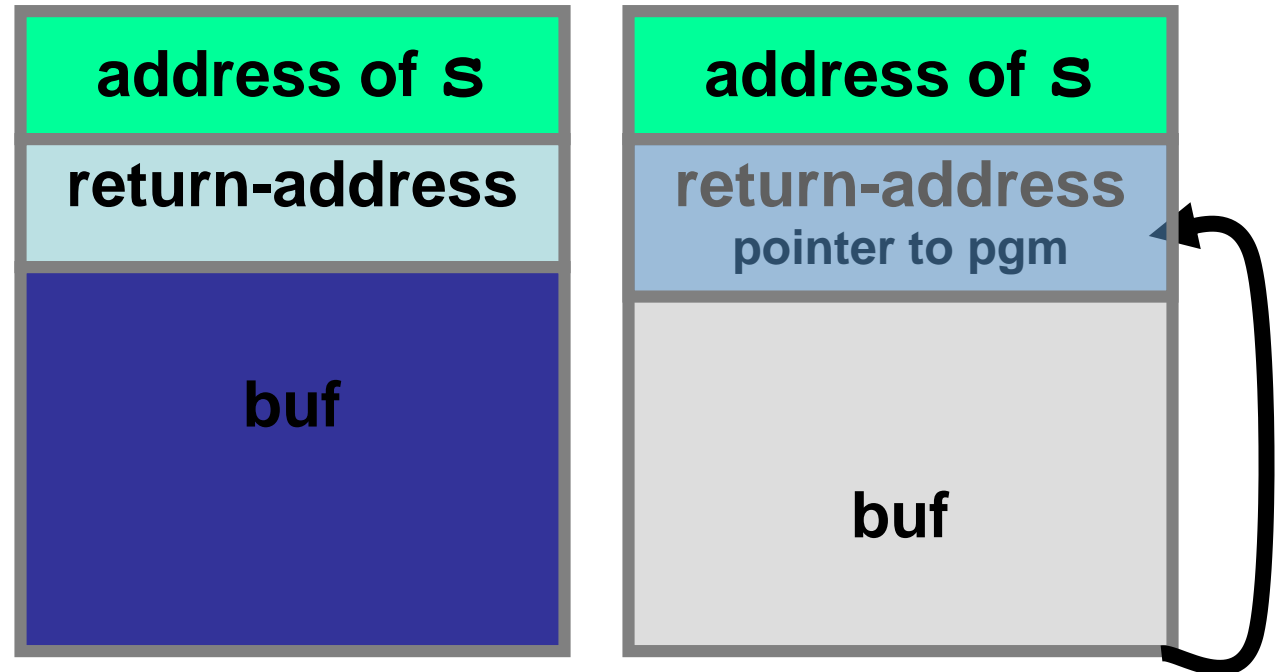 address of s
return-address
buf
address of s
return-address
pointer to pgm
buf